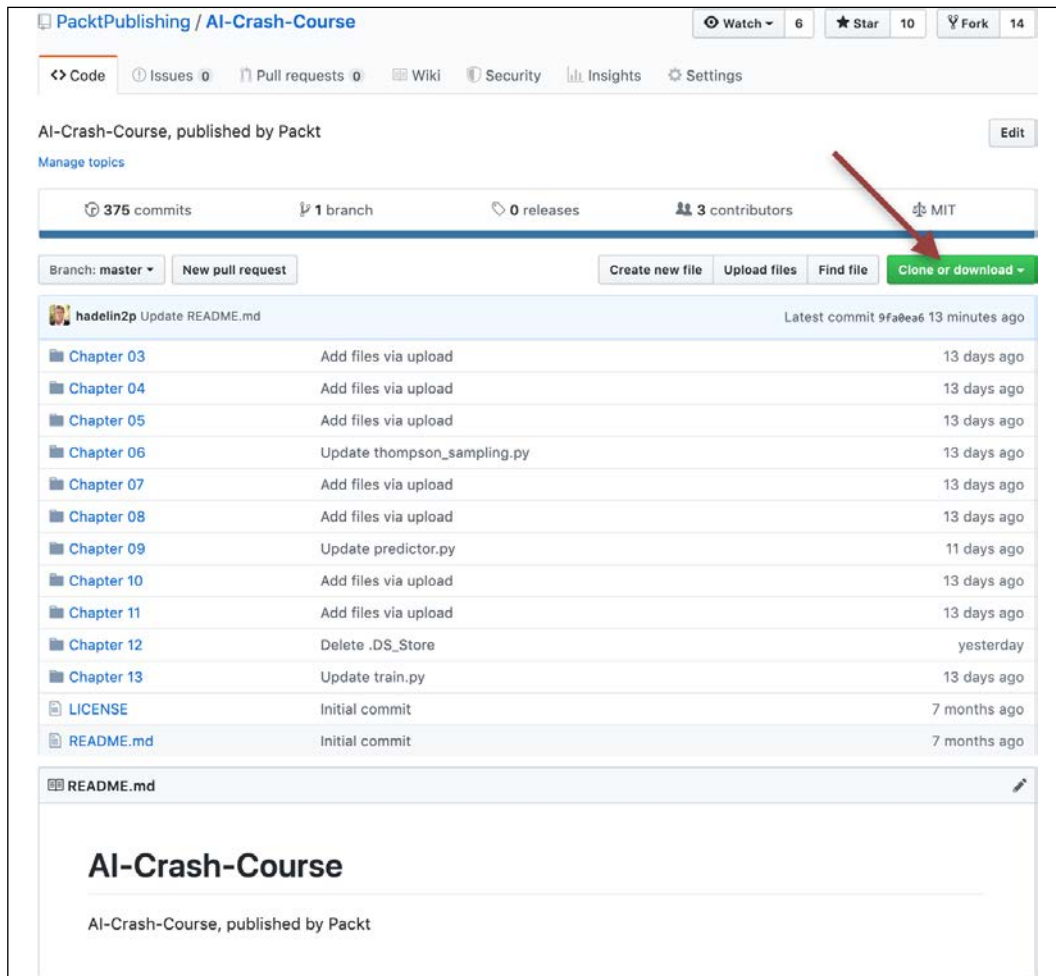 PacktPublishing / AI-Crash-Course
Watch 6 Star 10 Fork 14
Code Issues 0 Pull requests 0 Wiki Security Insights Settings
AI-Crash-Course, published by Packt
Edit
Manage topics
375 commits 1 branch 0 releases 3 contributors MIT
Branch: master New pull request Create new file Upload files Find file Clone or download
hadelin2p Update README.md Latest commit 9fa0ea6 13 minutes ago
Chapter 03 Add files via upload 13 days ago
Chapter 04 Add files via upload 13 days ago
Chapter 05 Add files via upload 13 days ago
Chapter 06 Update thompson_sampling.py 13 days ago
Chapter 07 Add files via upload 13 days ago
Chapter 08 Add files via upload 13 days ago
Chapter 09 Update predictor.py 11 days ago
Chapter 10 Add files via upload 13 days ago
Chapter 11 Add files via upload 13 days ago
Chapter 12 Delete .DS_Store yesterday
Chapter 13 Update train.py 13 days ago
LICENSE Initial commit 7 months ago
README.md Initial commit 7 months ago
README.md
AI-Crash-Course
AI-Crash-Course, published by Packt